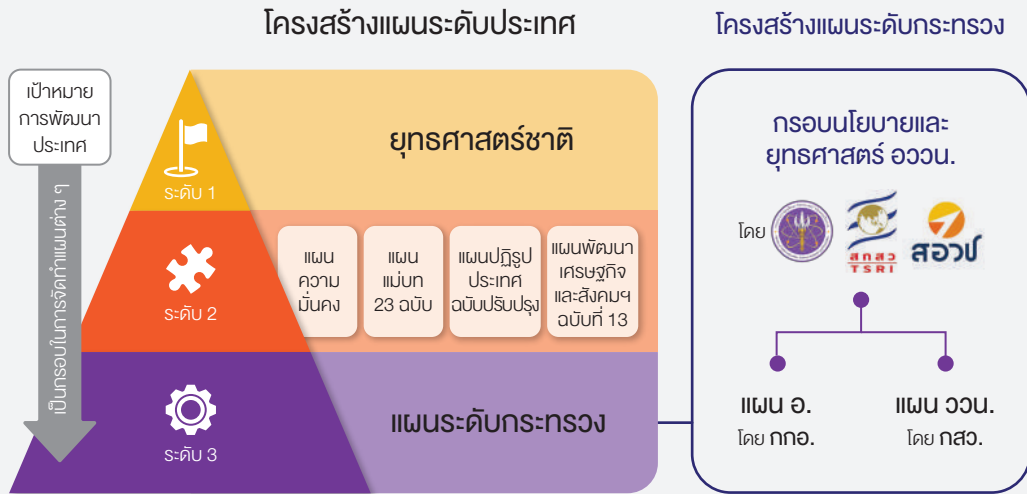 โครงสร้างแผนระดับประเทศ
เป้าหมาย
การพัฒนา
ประเทศ
เป็นกรอบในการจัดทำแผนต่าง ๆ
ระดับ 1
ยุทธศาสตร์ชาติ
ระดับ 2
แผน
ความ
มั่นคง
แผน
แม่บท
23 ฉบับ
แผนปฏิรูป
ประเทศ
ฉบับปรับปรุง
แผนพัฒนา
เศรษฐกิจ
และสังคมฯ
ฉบับที่ 13
ระดับ 3
แผนระดับกระทรวง
โครงสร้างแผนระดับกระทรวง
กรอบนโยบายและ
ยุทธศาสตร์ อววน.
โดย
สกสว
TSRI
สอวช
แผน อ.
โดย กกอ.
แผน ววน.
โดย กสว.